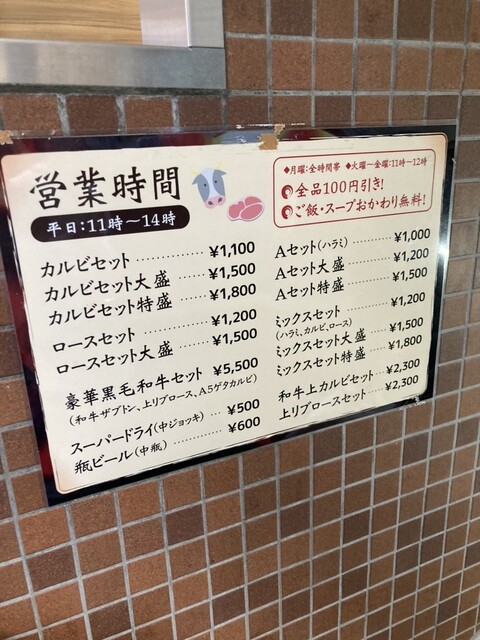 営業時間
平日:11時〜14時
カルビセット ¥1,100
カルビセット大盛 ¥1,500
カルビセット特盛 ¥1,800
ロースセット ¥1,200
ロースセット大盛 ¥1,500
豪華黒毛和牛セット ¥5,500
(和牛ザブトン、上リブロース、A5ゲタカルビ)
スーパードライ(中ジョッキ) ¥500
瓶ビール(中瓶) ¥600
◆月曜:全時間帯 ◆火曜〜金曜:11時〜12時
全品100円引き!
ご飯・スープおかわり無料!
Aセット(ハラミ) ¥1,000
Aセット大盛 ¥1,200
Aセット特盛 ¥1,500
ミックスセット ¥1,200
(ハラミ、カルビ、ロース)
ミックスセット大盛 ¥1,500
ミックスセット特盛 ¥1,800
和牛上カルビセット ¥2,300
上リブロースセット ¥2,300